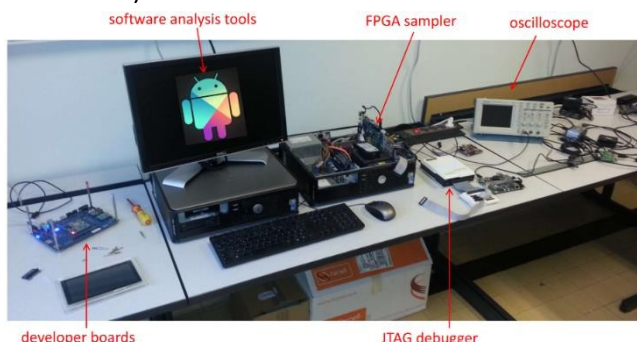 software analysis tools
FPGA sampler
oscilloscope
developer boards
JTAG debugger